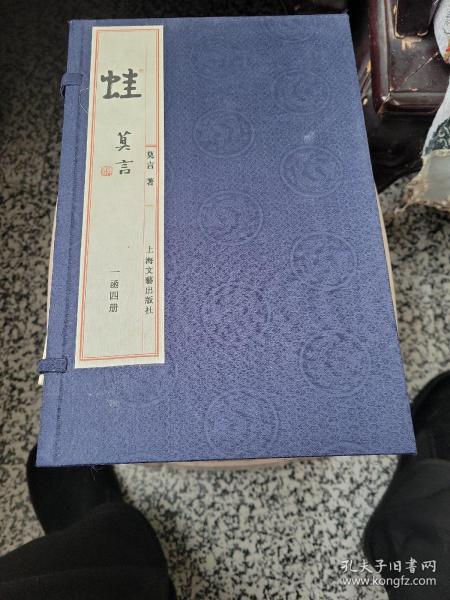 蛙
莫言
莫言 著
上海文藝出版社
一函四册
孔夫子旧书网
www.kongfz.com